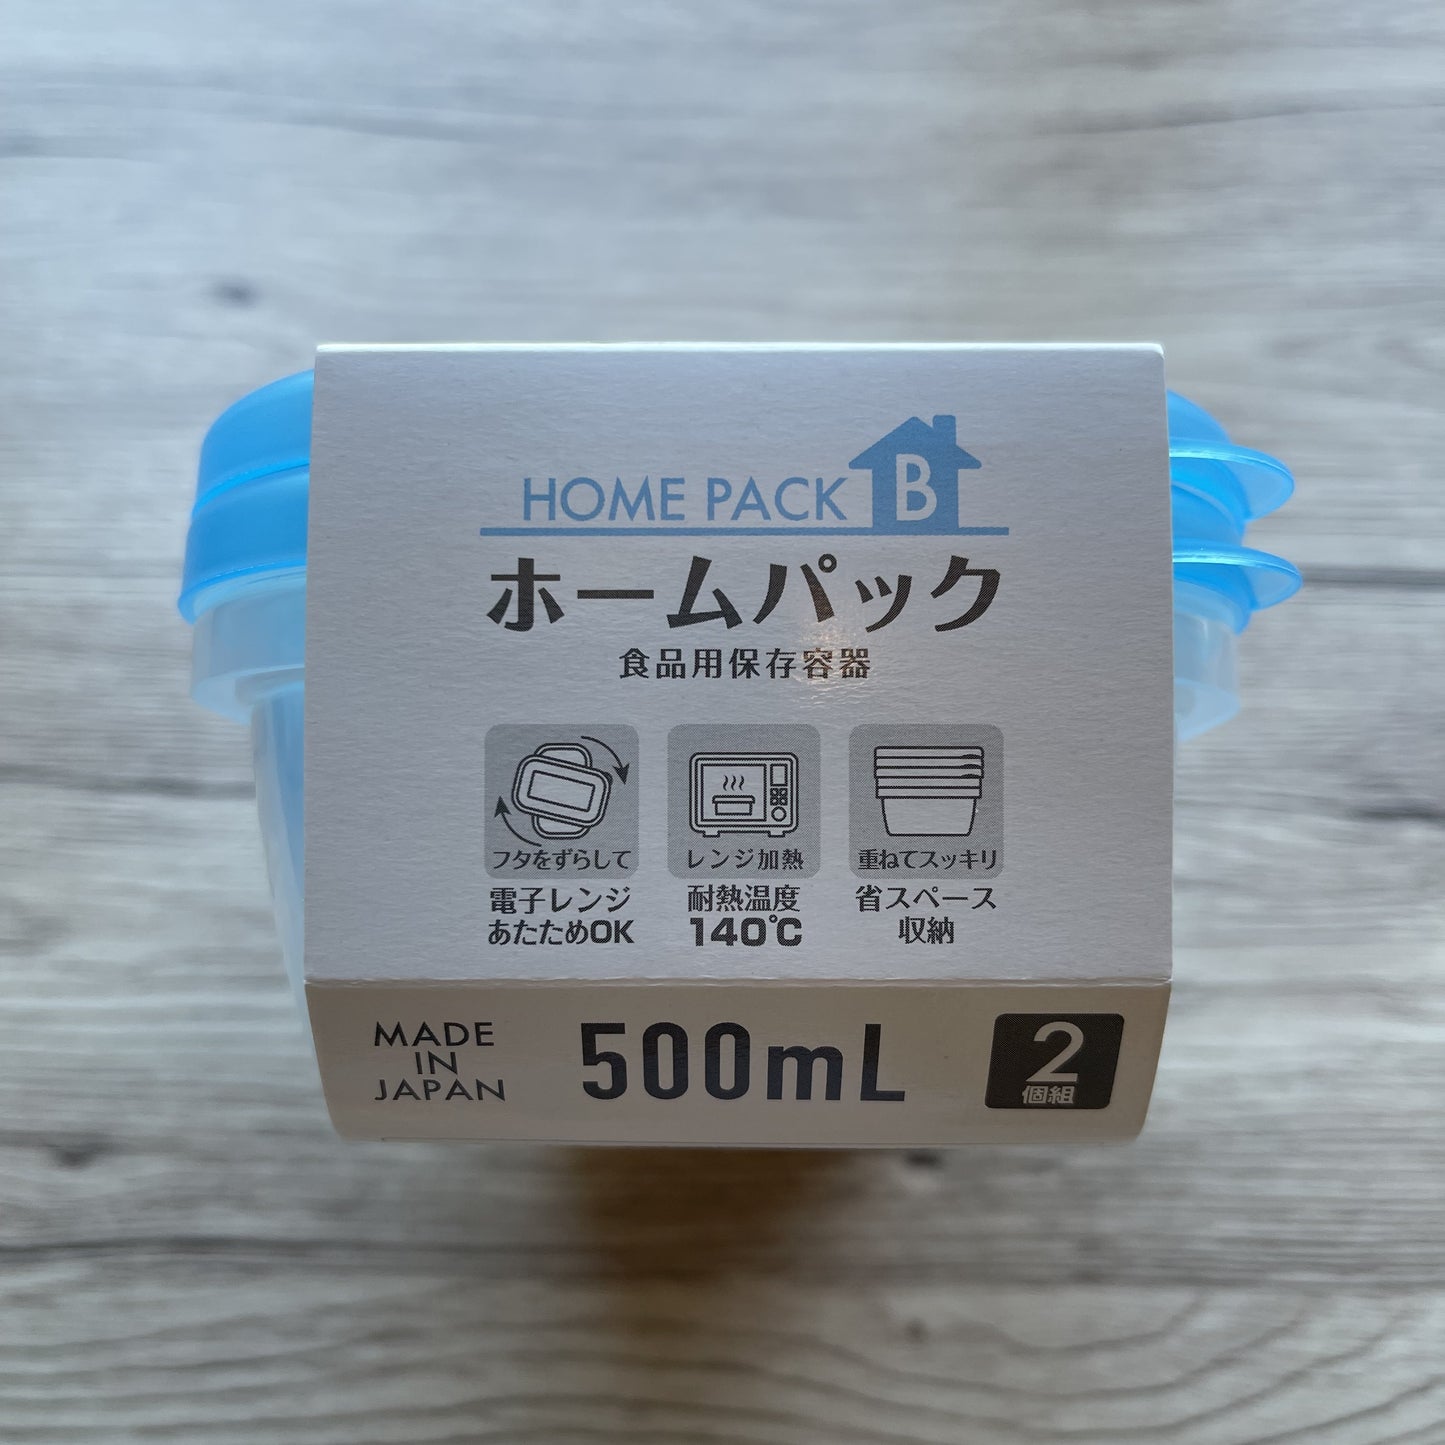 HOME PACK B
ホームパック
食品用保存容器
フタをずらして
電子レンジ
あたためOK
レンジ加熱
耐熱温度
140℃
重ねてスッキリ
省スペース
収納
MADE
IN
JAPAN
500mL
2
個組